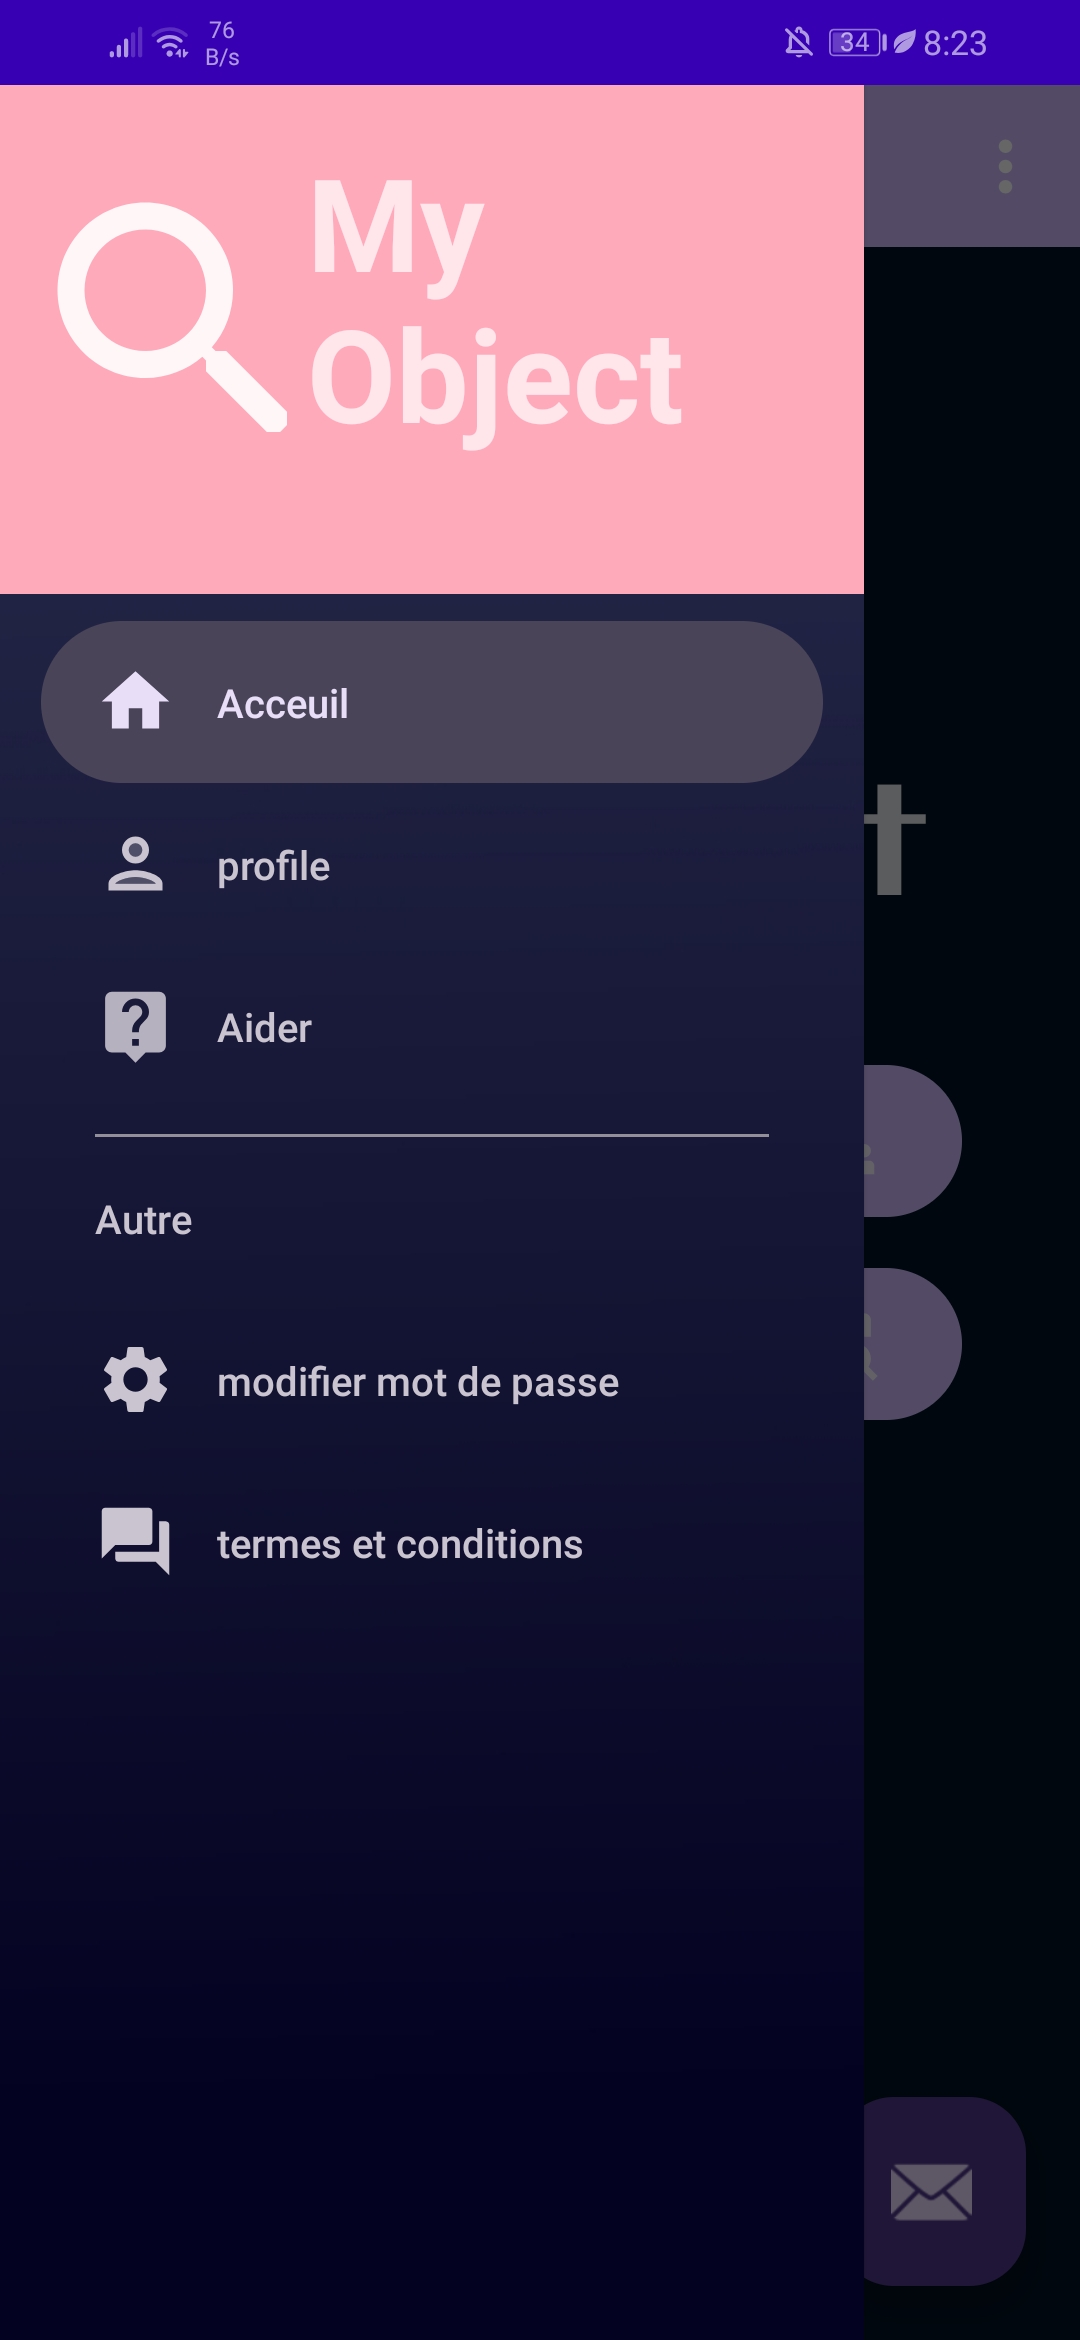 76
B/s
34
8:23
My
Object
t
Acceuil
profile
Aider
Autre
modifier mot de passe
termes et conditions